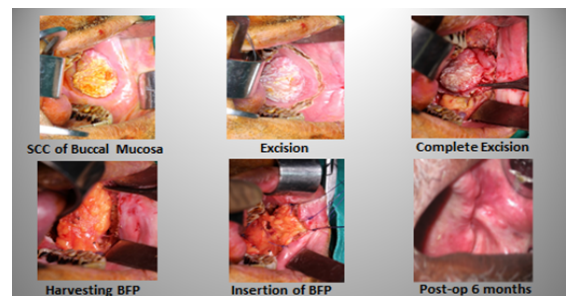 SCC of Buccal Mucosa
Excision
Complete Excision
Harvesting BFP
Insertion of BFP
Post-op 6 months